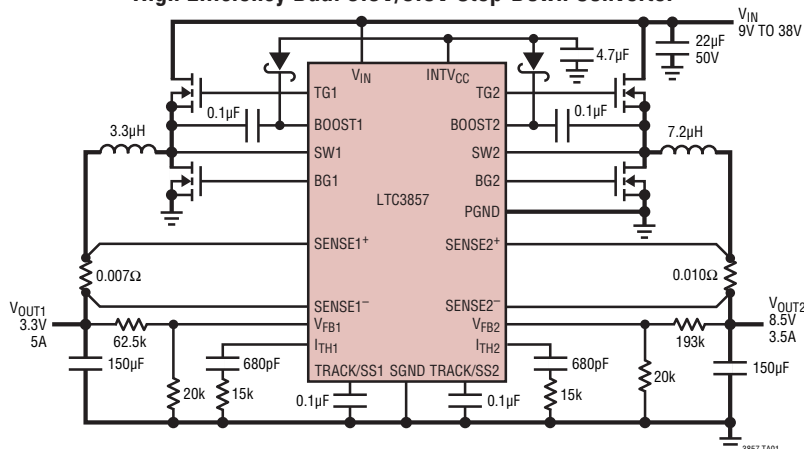 High Efficiency Dual 8.5V/3.3V Step-Down Converter
VIN
9V TO 38V
22µF
50V
4.7µF
VIN
INTVCC
TG1
TG2
0.1µF
0.1µF
BOOST1
BOOST2
3.3µH
7.2µH
SW1
SW2
BG1
BG2
LTC3857
PGND
SENSE1+
SENSE2+
0.007Ω
0.010Ω
SENSE1−
SENSE2−
VOUT1
3.3V
5A
VOUT2
8.5V
3.5A
VFB1
VFB2
62.5k
193k
ITH1
ITH2
150µF
680pF
680pF
150µF
TRACK/SS1 SGND TRACK/SS2
20k
15k
0.1µF
0.1µF
15k
20k
3857 TA01